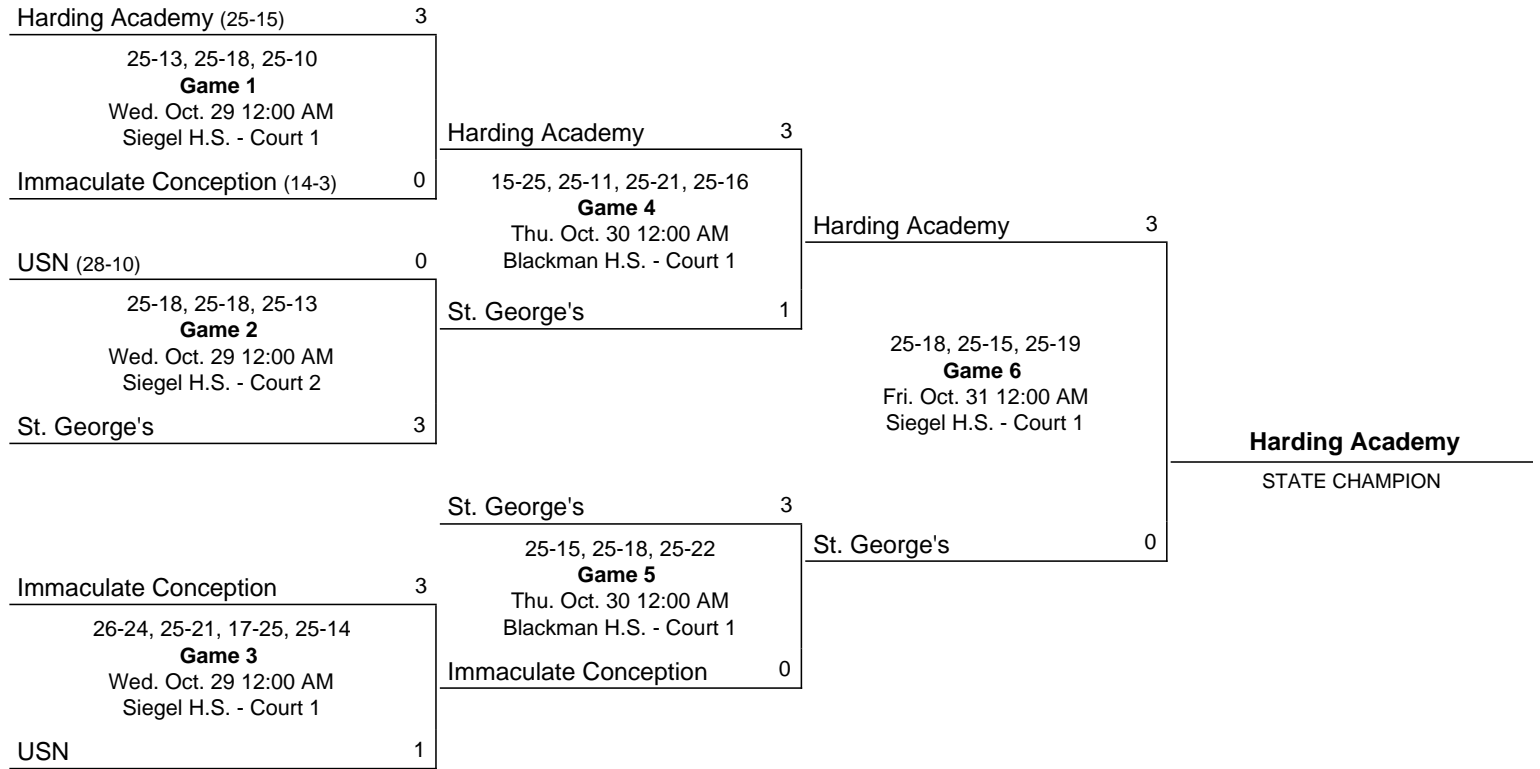 Harding Academy (25-15) 3
25-13, 25-18, 25-10
Game 1
Wed. Oct. 29 12:00 AM
Siegel H.S. - Court 1
Immaculate Conception (14-3) 0
USN (28-10) 0
25-18, 25-18, 25-13
Game 2
Wed. Oct. 29 12:00 AM
Siegel H.S. - Court 2
St. George's 3
Immaculate Conception 3
26-24, 25-21, 17-25, 25-14
Game 3
Wed. Oct. 29 12:00 AM
Siegel H.S. - Court 1
USN 1
Harding Academy 3
15-25, 25-11, 25-21, 25-16
Game 4
Thu. Oct. 30 12:00 AM
Blackman H.S. - Court 1
St. George's 1
St. George's 3
25-15, 25-18, 25-22
Game 5
Thu. Oct. 30 12:00 AM
Blackman H.S. - Court 1
Immaculate Conception 0
Harding Academy 3
25-18, 25-15, 25-19
Game 6
Fri. Oct. 31 12:00 AM
Siegel H.S. - Court 1
St. George's 0
Harding Academy
STATE CHAMPION